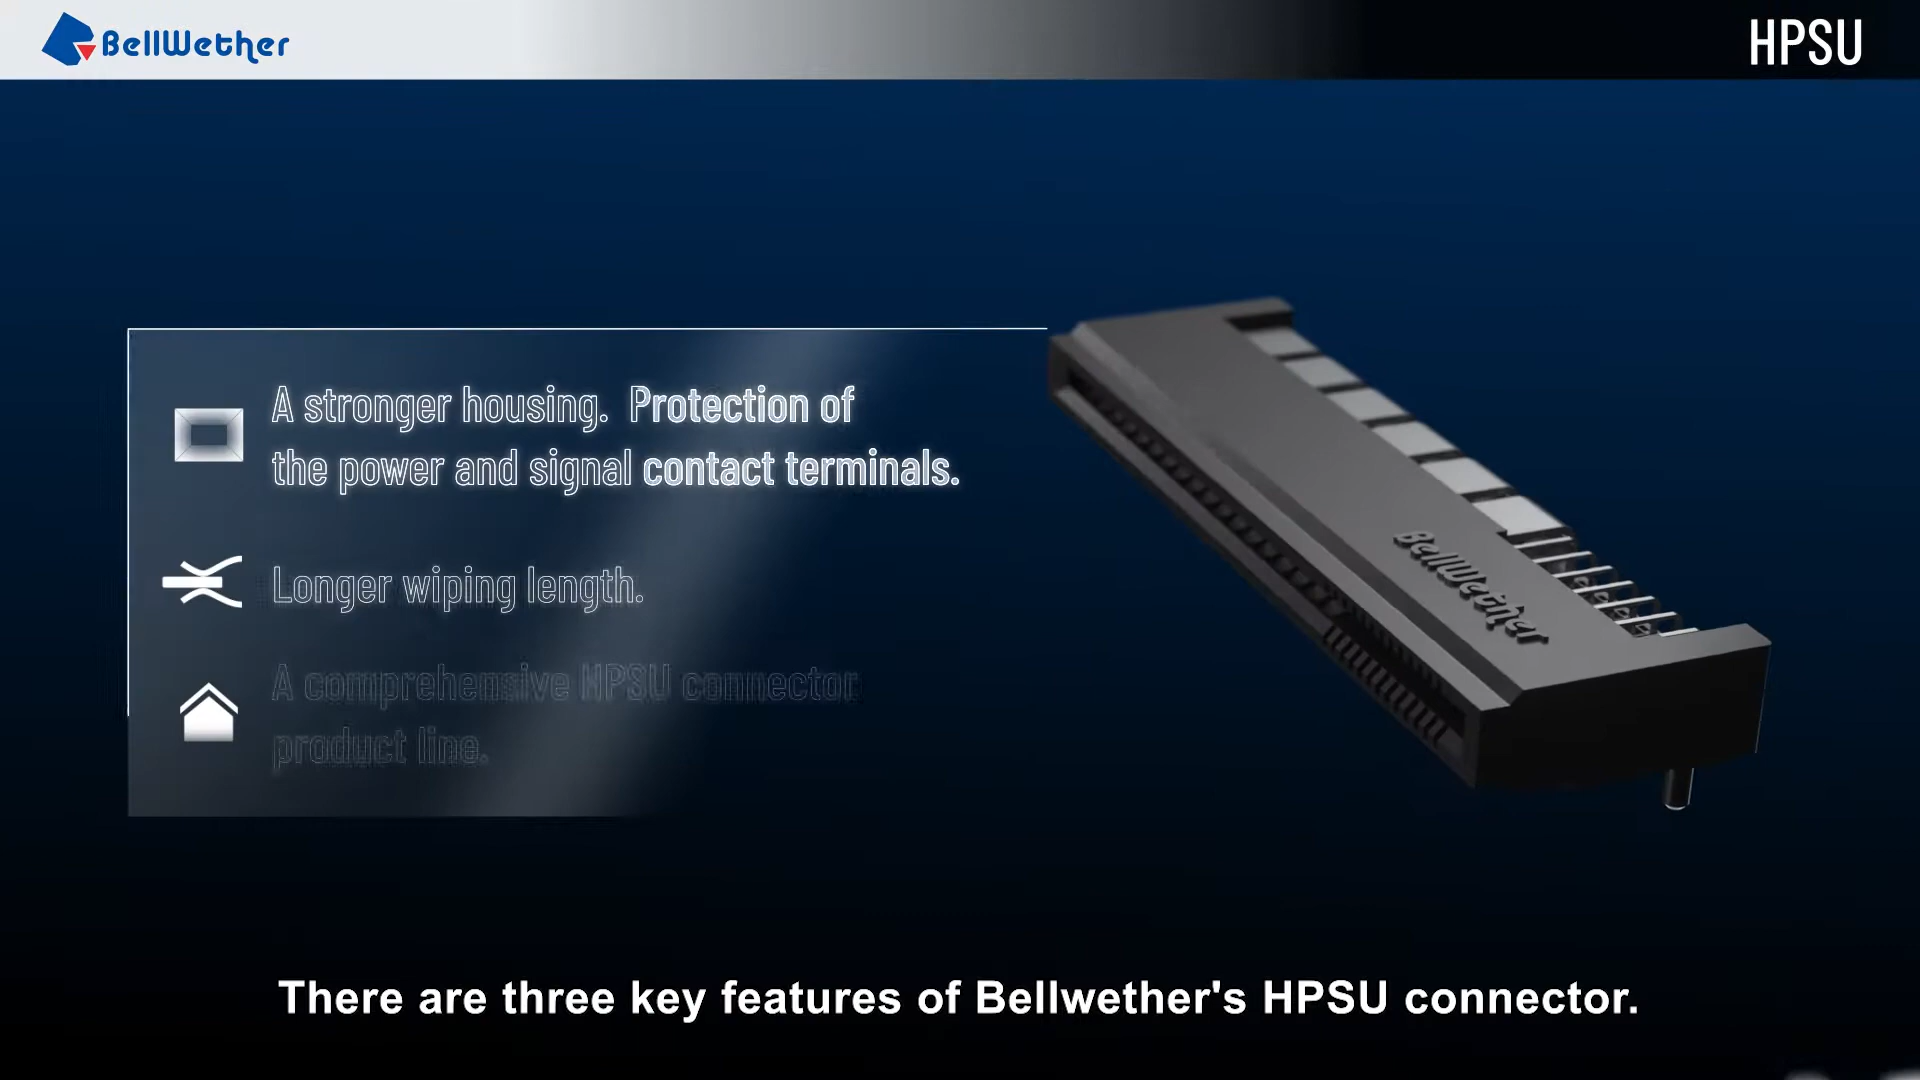 BellWether
HPSU
A stronger housing. Protection of
the power and signal contact terminals.
Longer wiping length.
A comprehensive HPSU connector
product line.
BellWether
There are three key features of Bellwether's HPSU connector.